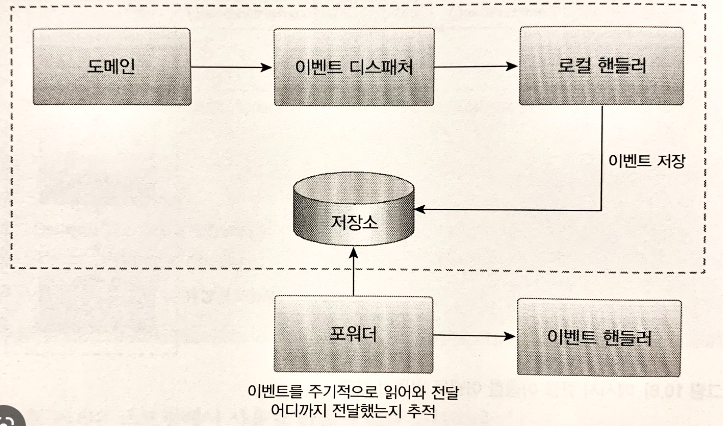 도메인
이벤트 디스패처
로컬 핸들러
이벤트 저장
저장소
포워더
이벤트 핸들러
이벤트를 주기적으로 읽어와 전달
어디까지 전달했는지 추적